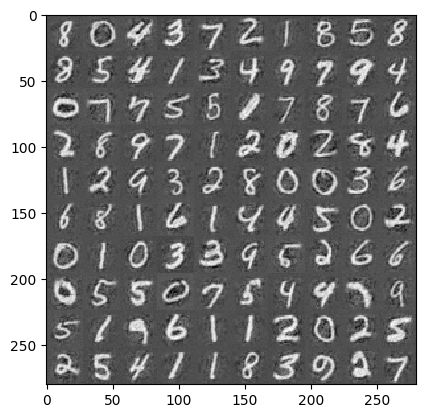 0
8 0 4 3 7 2 1 8 5 8
50
8 5 4 1 3 4 9 7 9 4
0 7 7 5 5 1 7 8 7 6
100
2 8 9 7 1 2 0 2 8 4
1 2 9 3 2 8 0 0 3 6
150
6 8 1 6 1 4 4 5 0 2
200
0 1 0 3 3 9 5 2 6 6
0 5 5 0 7 5 4 4 7 9
250
5 1 9 6 1 1 2 0 2 5
2 5 4 1 1 8 3 9 2 7
0 50 100 150 200 250